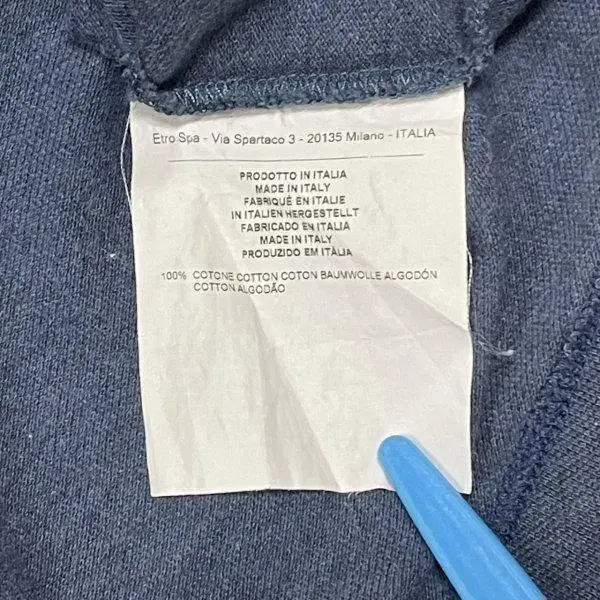 Etro Spa - Via Spartaco 3 - 20135 Milano - ITALIA
PRODOTTO IN ITALIA
MADE IN ITALY
FABRIQUÉ EN ITALIE
IN ITALIEN HERGESTELLT
FABRICADO EN ITALIA
MADE IN ITALY
PRODUZIDO EM ITÀLIA
100% COTONE COTTON COTON BAUMWOLLE ALGODÓN
COTTON ALGODÃO